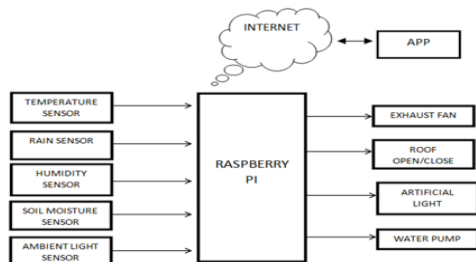 INTERNET
APP
TEMPERATURE
SENSOR
RAIN SENSOR
HUMIDITY
SENSOR
SOIL MOISTURE
SENSOR
AMBIENT LIGHT
SENSOR
RASPBERRY
PI
EXHAUST FAN
ROOF
OPEN/CLOSE
ARTIFICIAL
LIGHT
WATER PUMP